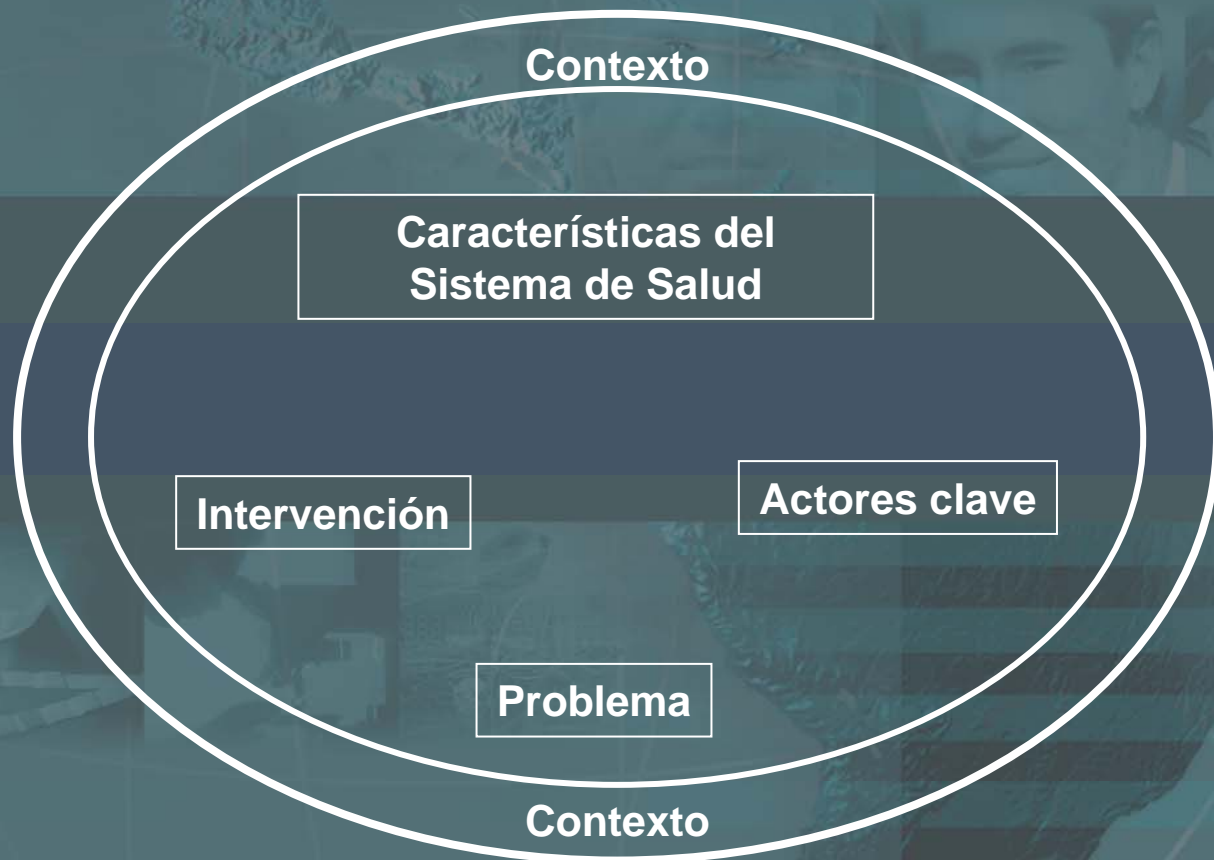 Contexto
Características del
Sistema de Salud
Intervención
Actores clave
Problema
Contexto